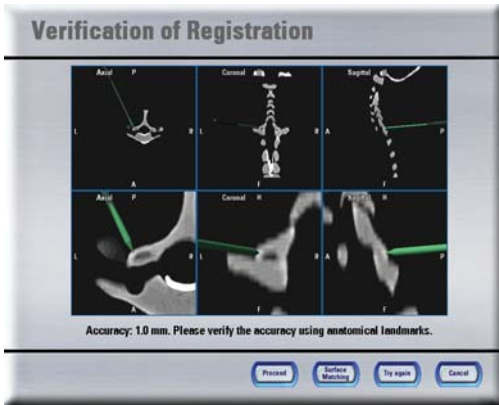 Verification of Registration
Axial P
Coronal
Sagittal
L R L R A P
A F F
Axial P
Coronal H
Sagittal H
L R L R A P
A F F
Accuracy: 1.0 mm. Please verify the accuracy using anatomical landmarks.
Proceed
Surface
Matching
Try again
Cancel